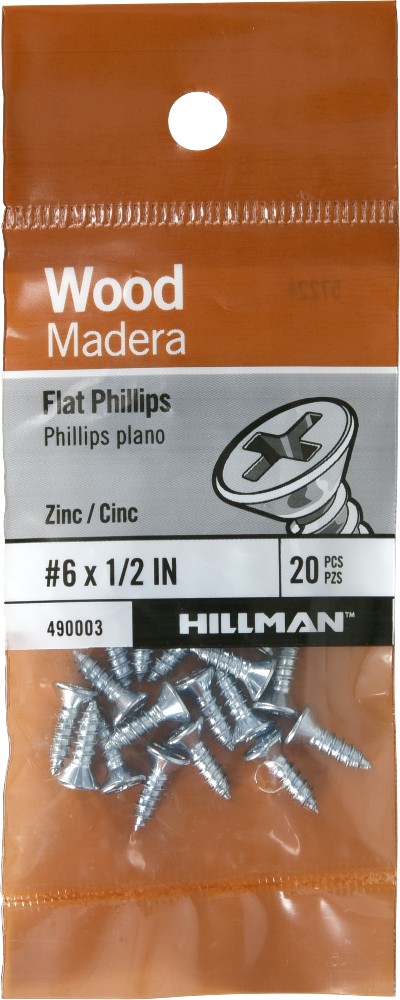 Wood
Madera
Flat Phillips
Phillips plano
Zinc / Cinc
#6 x 1/2 IN
20 PCS
PZS
490003
HILLMAN™